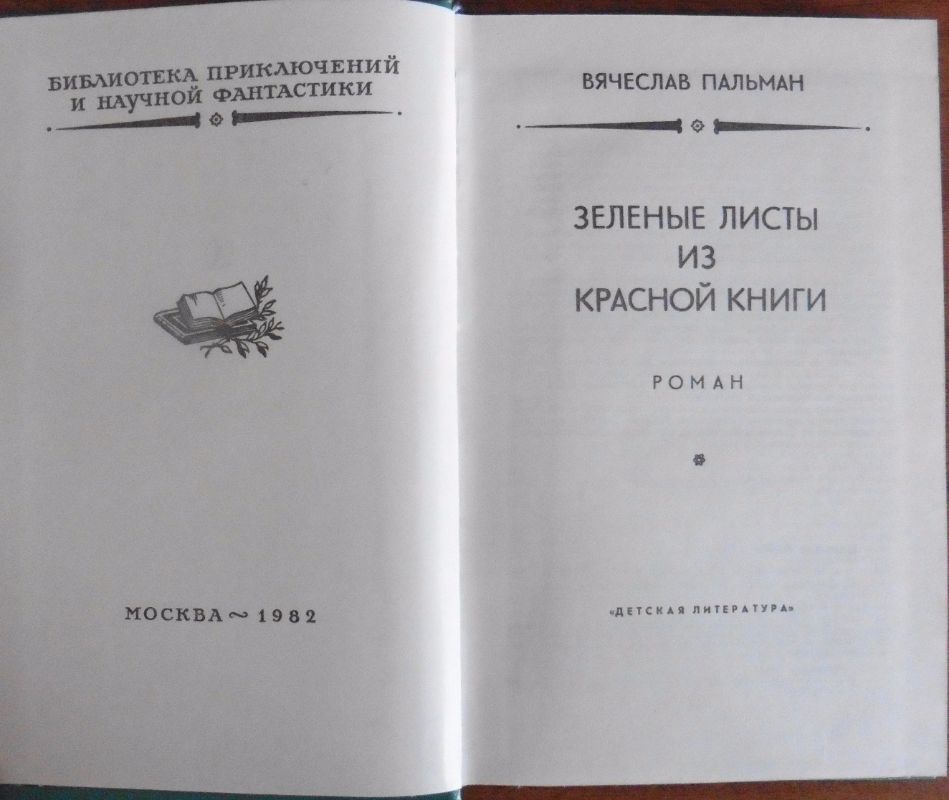 БИБЛИОТЕКА ПРИКЛЮЧЕНИЙ
И НАУЧНОЙ ФАНТАСТИКИ
МОСКВА ~ 1982
ВЯЧЕСЛАВ ПАЛЬМАН
ЗЕЛЕНЫЕ ЛИСТЫ
ИЗ
КРАСНОЙ КНИГИ
РОМАН
«ДЕТСКАЯ ЛИТЕРАТУРА»